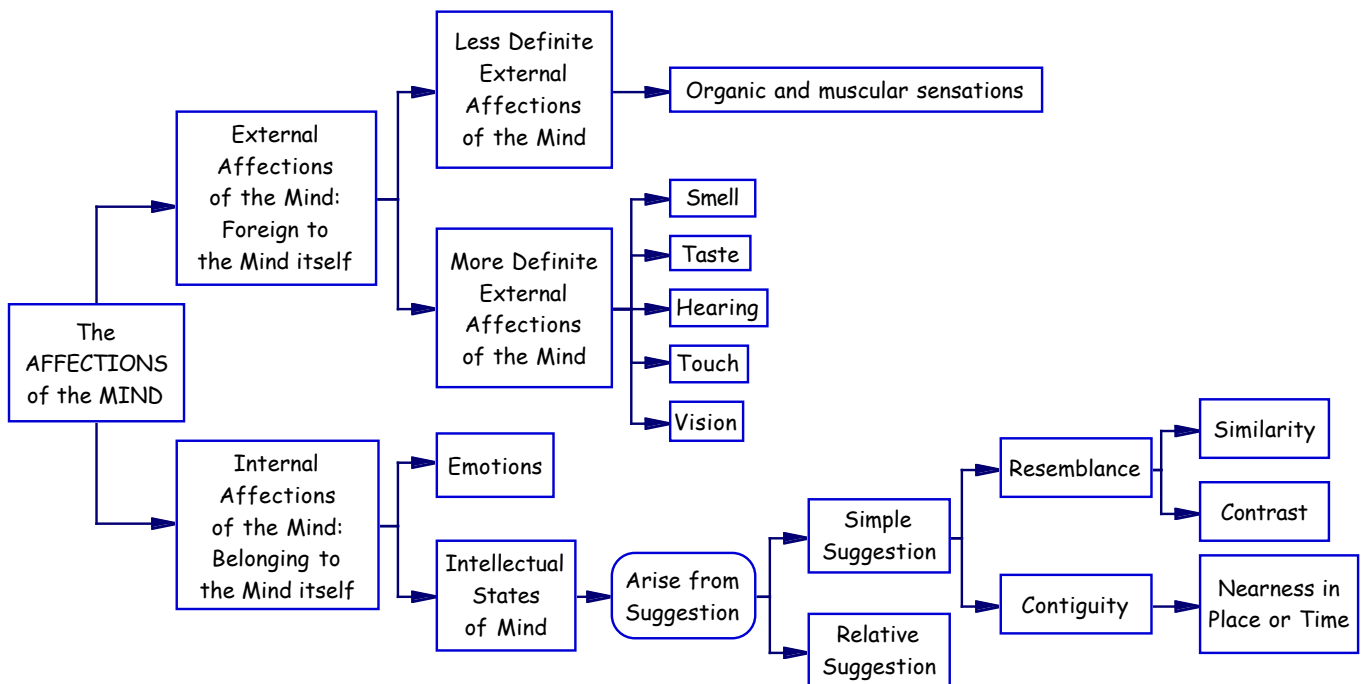 The
AFFECTIONS
of the MIND
External
Affections
of the Mind:
Foreign to
the Mind itself
Less Definite
External
Affections
of the Mind
Organic and muscular sensations
More Definite
External
Affections
of the Mind
Smell
Taste
Hearing
Touch
Vision
Internal
Affections
of the Mind:
Belonging to
the Mind itself
Emotions
Intellectual
States
of Mind
Arise from
Suggestion
Simple
Suggestion
Resemblance
Similarity
Contrast
Contiguity
Nearness in
Place or Time
Relative
Suggestion